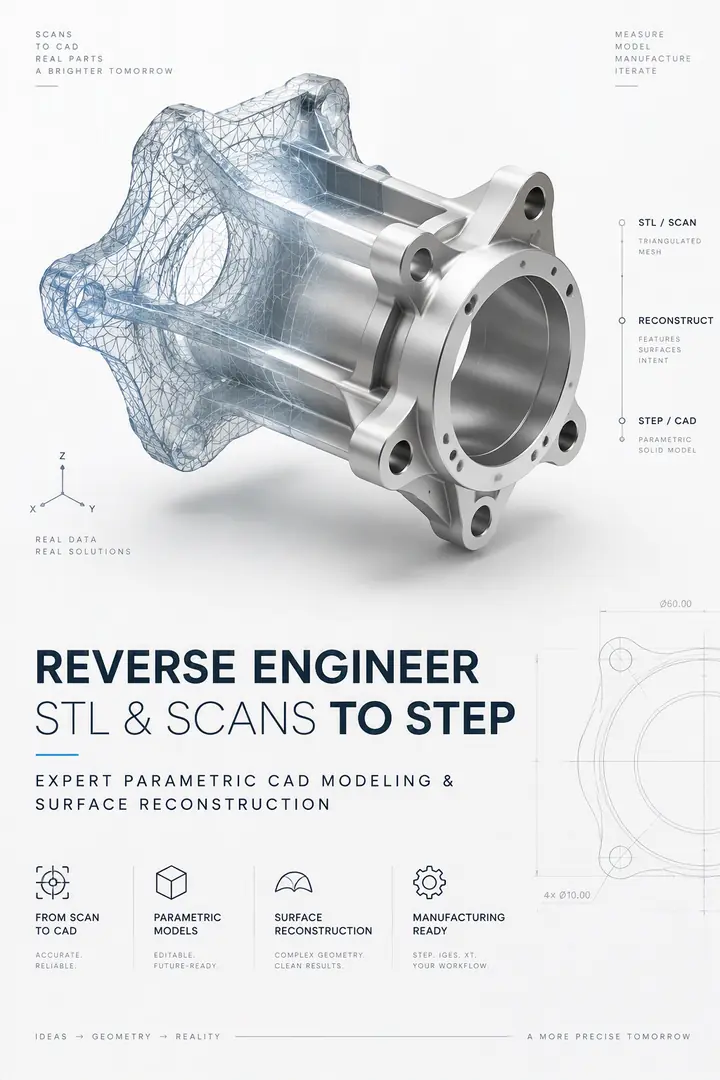 SCANS
TO CAD
REAL PARTS
A BRIGHTER TOMORROW
MEASURE
MODEL
MANUFACTURE
ITERATE
STL / SCAN
TRIANGULATED
MESH
RECONSTRUCT
FEATURES
SURFACES
INTENT
STEP / CAD
PARAMETRIC
SOLID MODEL
Z
X
Y
REAL DATA
REAL SOLUTIONS
Ø60.00
REVERSE ENGINEER
STL & SCANS TO STEP
EXPERT PARAMETRIC CAD MODELING &
SURFACE RECONSTRUCTION
4× Ø10.00
FROM SCAN
TO CAD
ACCURATE.
RELIABLE.
PARAMETRIC
MODELS
EDITABLE.
FUTURE-READY.
SURFACE
RECONSTRUCTION
COMPLEX GEOMETRY.
CLEAN RESULTS.
MANUFACTURING
READY
STEP. IGES. XT.
YOUR WORKFLOW
IDEAS → GEOMETRY → REALITY
A MORE PRECISE TOMORROW